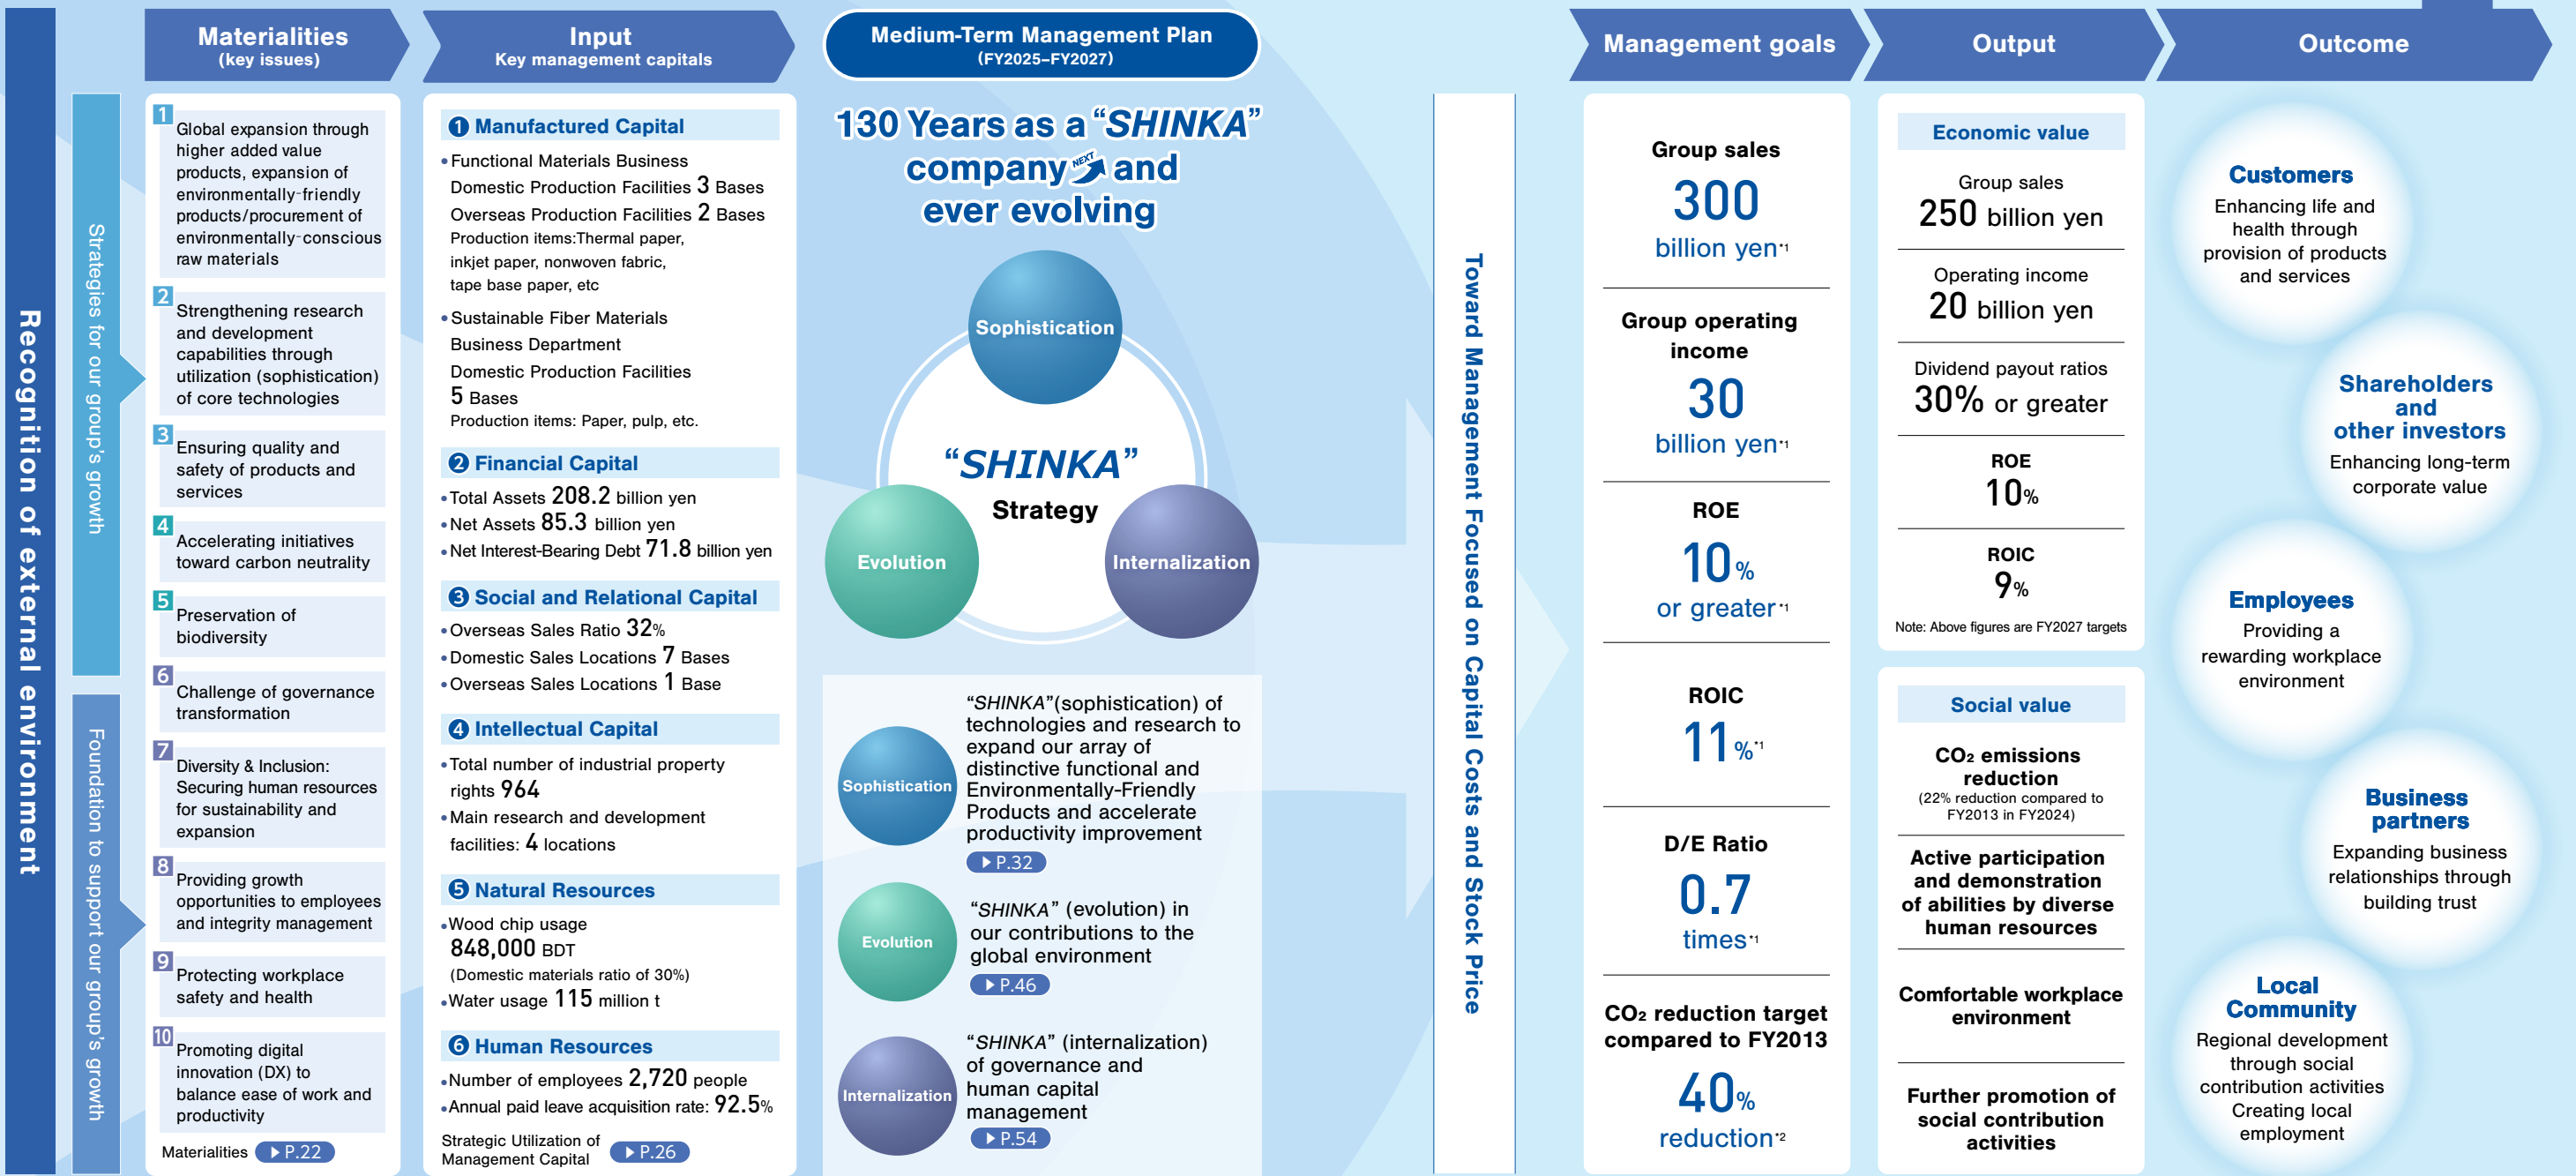 Recognition of external environment
Strategies for our group's growth
Foundation to support our group's growth
Materialities
(key issues)
1
Global expansion through
higher added value
products, expansion of
environmentally-friendly
products/procurement of
environmentally-conscious
raw materials
2
Strengthening research
and development
capabilities through
utilization (sophistication)
of core technologies
3
Ensuring quality and
safety of products and
services
4
Accelerating initiatives
toward carbon neutrality
5
Preservation of
biodiversity
6
Challenge of governance
transformation
7
Diversity & Inclusion:
Securing human resources
for sustainability and
expansion
8
Providing growth
opportunities to employees
and integrity management
9
Protecting workplace
safety and health
10
Promoting digital
innovation (DX) to
balance ease of work and
productivity
Materialities ▶P.22
Input
Key management capitals
❶ Manufactured Capital
• Functional Materials Business
Domestic Production Facilities 3 Bases
Overseas Production Facilities 2 Bases
Production items:Thermal paper,
inkjet paper, nonwoven fabric,
tape base paper, etc
• Sustainable Fiber Materials
Business Department
Domestic Production Facilities
5 Bases
Production items: Paper, pulp, etc.
❷ Financial Capital
• Total Assets 208.2 billion yen
• Net Assets 85.3 billion yen
• Net Interest-Bearing Debt 71.8 billion yen
❸ Social and Relational Capital
• Overseas Sales Ratio 32%
• Domestic Sales Locations 7 Bases
• Overseas Sales Locations 1 Base
❹ Intellectual Capital
• Total number of industrial property
rights 964
• Main research and development
facilities: 4 locations
❺ Natural Resources
• Wood chip usage
848,000 BDT
(Domestic materials ratio of 30%)
• Water usage 115 million t
❻ Human Resources
• Number of employees 2,720 people
• Annual paid leave acquisition rate: 92.5%
Strategic Utilization of
Management Capital ▶P.26
Medium-Term Management Plan
(FY2025–FY2027)
130 Years as a “SHINKA”
company NEXT and
ever evolving
Sophistication
“SHINKA”
Strategy
Evolution
Internalization
Sophistication
“SHINKA”(sophistication) of
technologies and research to
expand our array of
distinctive functional and
Environmentally-Friendly
Products and accelerate
productivity improvement
▶P.32
Evolution
“SHINKA” (evolution) in
our contributions to the
global environment
▶P.46
Internalization
“SHINKA” (internalization)
of governance and
human capital
management
▶P.54
Toward Management Focused on Capital Costs and Stock Price
Management goals
Group sales
300
billion yen*1
Group operating
income
30
billion yen*1
ROE
10%
or greater*1
ROIC
11%*1
D/E Ratio
0.7
times*1
CO2 reduction target
compared to FY2013
40%
reduction*2
Output
Economic value
Group sales
250 billion yen
Operating income
20 billion yen
Dividend payout ratios
30% or greater
ROE
10%
ROIC
9%
Note: Above figures are FY2027 targets
Social value
CO2 emissions
reduction
(22% reduction compared to
FY2013 in FY2024)
Active participation
and demonstration
of abilities by diverse
human resources
Comfortable workplace
environment
Further promotion of
social contribution
activities
Outcome
Customers
Enhancing life and
health through
provision of products
and services
Shareholders
and
other investors
Enhancing long-term
corporate value
Employees
Providing a
rewarding workplace
environment
Business
partners
Expanding business
relationships through
building trust
Local
Community
Regional development
through social
contribution activities
Creating local
employment